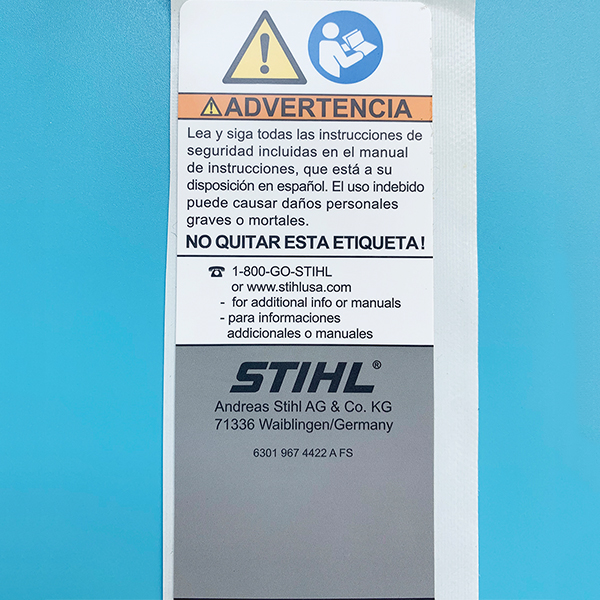 ADVERTENCIA
Lea y siga todas las instrucciones de
seguridad incluidas en el manual
de instrucciones, que está a su
disposición en español. El uso indebido
puede causar daños personales
graves o mortales.
NO QUITAR ESTA ETIQUETA!
☎ 1-800-GO-STIHL
or www.stihlusa.com
- for additional info or manuals
- para informaciones
addicionales o manuales
STIHL®
Andreas Stihl AG & Co. KG
71336 Waiblingen/Germany
6301 967 4422 A FS